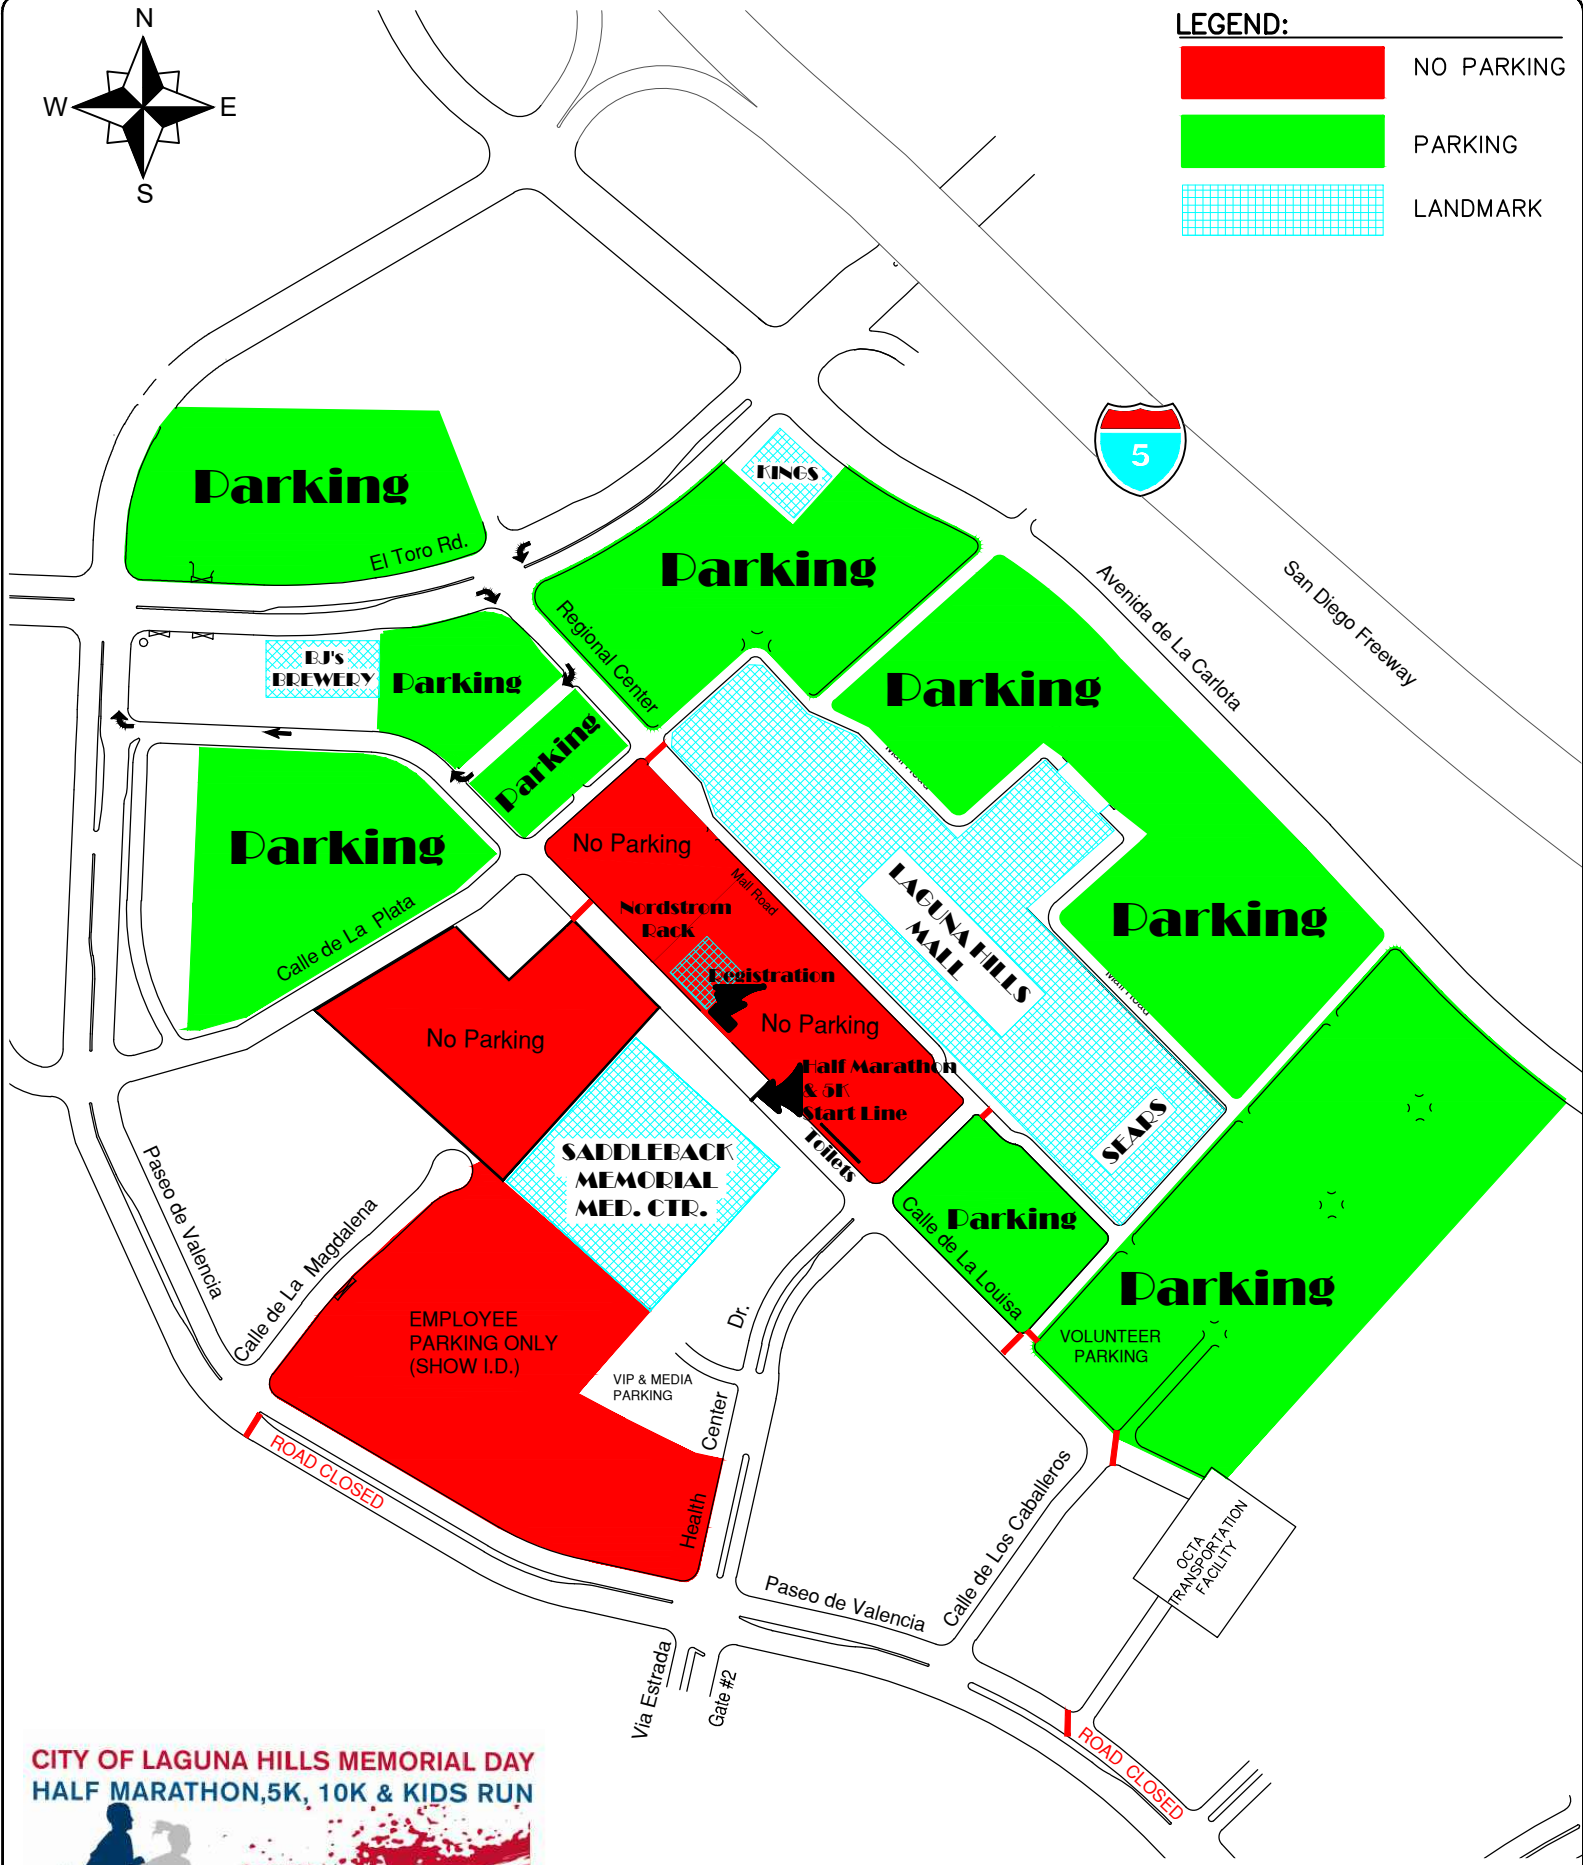 N
W
E
S
LEGEND:
NO PARKING
PARKING
LANDMARK
5
KINGS
Parking
El Toro Rd.
Parking
Regional Center
Avenida de La Carlota
San Diego Freeway
BJ's
BREWERY
Parking
Parking
Parking
Mall Road
Parking
Calle de La Plata
No Parking
Nordstrom
Rack
Mall Road
Registration
No Parking
LAGUNA HILLS
MALL
Parking
Mall Road
No Parking
Half Marathon
& 5K
Start Line
Toilets
SEARS
SADDLEBACK
MEMORIAL
MED. CTR.
Paseo de Valencia
Calle de La Magdalena
Calle de La Louisa
Parking
Parking
VOLUNTEER
PARKING
EMPLOYEE
PARKING ONLY
(SHOW I.D.)
VIP & MEDIA
PARKING
Health Center Dr.
ROAD CLOSED
Calle de Los Caballeros
OCTA
TRANSPORTATION
FACILITY
Paseo de Valencia
Via Estrada
Gate #2
ROAD CLOSED
CITY OF LAGUNA HILLS MEMORIAL DAY
HALF MARATHON,5K, 10K & KIDS RUN